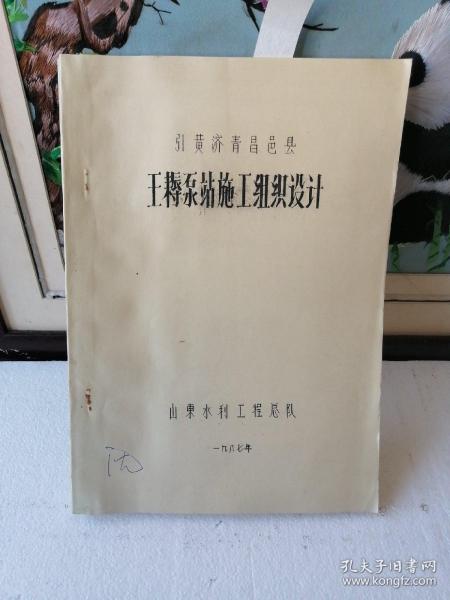 引黄济青昌邑县
王耨泵站施工组织设计
山东水利工程总队
一九八七年
孔夫子旧书网
www.kongfz.com